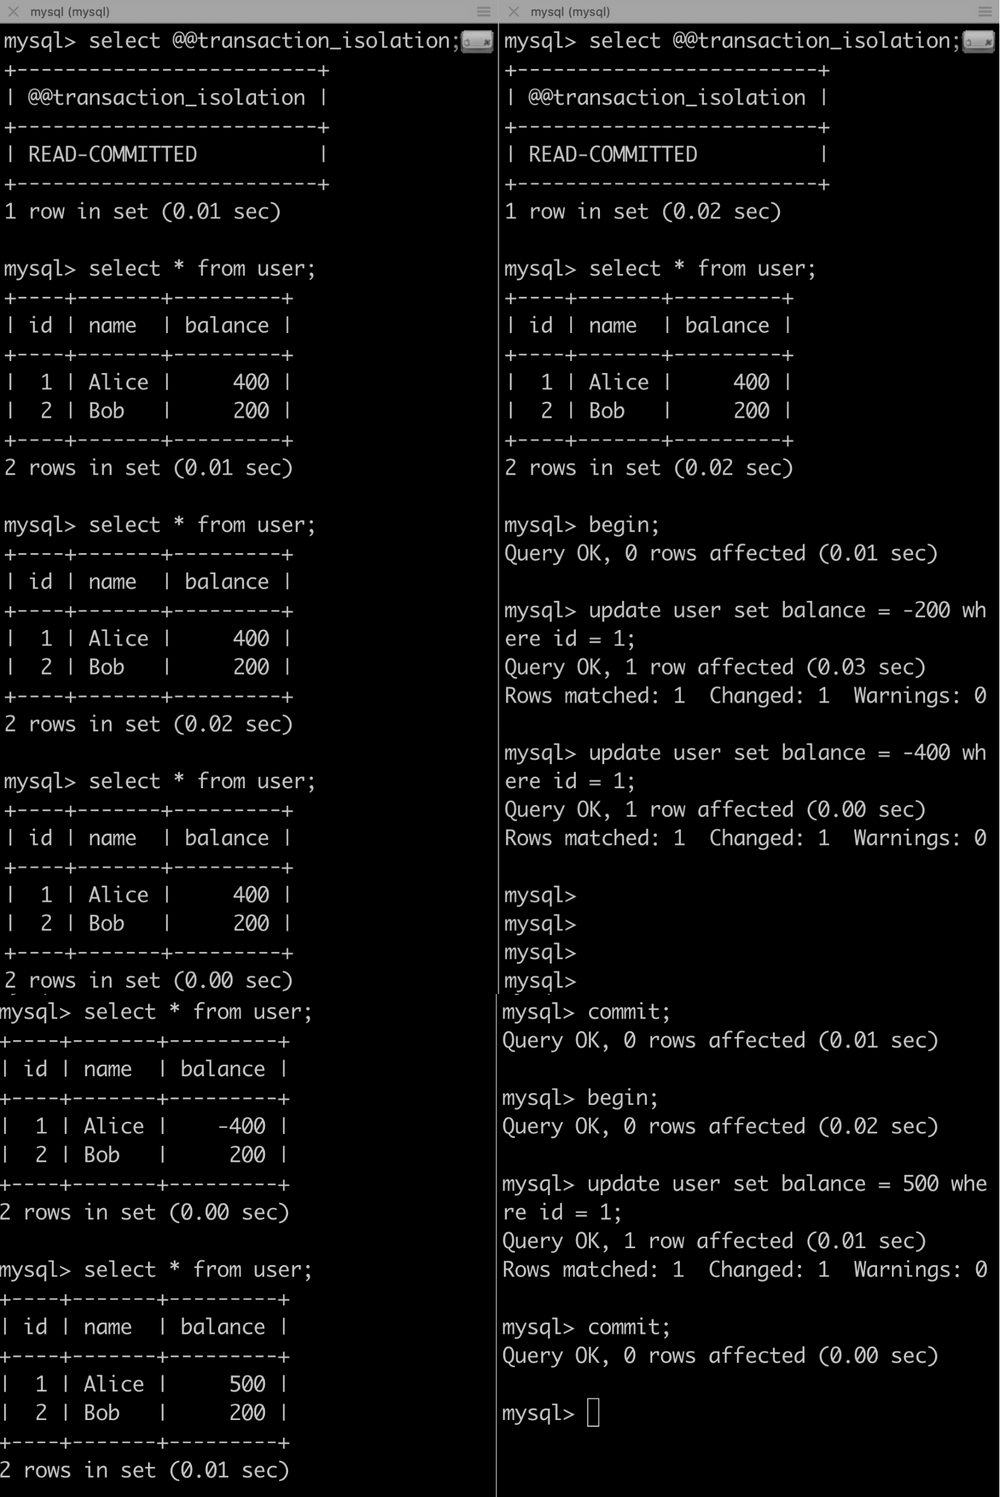 mysql (mysql)
mysql> select @@transaction_isolation;
+-------------------------+
| @@transaction_isolation |
+-------------------------+
| READ-COMMITTED          |
+-------------------------+
1 row in set (0.01 sec)
mysql> select * from user;
+----+-------+---------+
| id | name  | balance |
+----+-------+---------+
|  1 | Alice |     400 |
|  2 | Bob   |     200 |
+----+-------+---------+
2 rows in set (0.01 sec)
mysql> select * from user;
+----+-------+---------+
| id | name  | balance |
+----+-------+---------+
|  1 | Alice |     400 |
|  2 | Bob   |     200 |
+----+-------+---------+
2 rows in set (0.02 sec)
mysql> select * from user;
+----+-------+---------+
| id | name  | balance |
+----+-------+---------+
|  1 | Alice |     400 |
|  2 | Bob   |     200 |
+----+-------+---------+
2 rows in set (0.00 sec)
mysql> select * from user;
+----+-------+---------+
| id | name  | balance |
+----+-------+---------+
|  1 | Alice |    -400 |
|  2 | Bob   |     200 |
+----+-------+---------+
2 rows in set (0.00 sec)
mysql> select * from user;
+----+-------+---------+
| id | name  | balance |
+----+-------+---------+
|  1 | Alice |     500 |
|  2 | Bob   |     200 |
+----+-------+---------+
2 rows in set (0.01 sec)
mysql (mysql)
mysql> select @@transaction_isolation;
+-------------------------+
| @@transaction_isolation |
+-------------------------+
| READ-COMMITTED          |
+-------------------------+
1 row in set (0.02 sec)
mysql> select * from user;
+----+-------+---------+
| id | name  | balance |
+----+-------+---------+
|  1 | Alice |     400 |
|  2 | Bob   |     200 |
+----+-------+---------+
2 rows in set (0.02 sec)
mysql> begin;
Query OK, 0 rows affected (0.01 sec)
mysql> update user set balance = -200 wh
ere id = 1;
Query OK, 1 row affected (0.03 sec)
Rows matched: 1  Changed: 1  Warnings: 0
mysql> update user set balance = -400 wh
ere id = 1;
Query OK, 1 row affected (0.00 sec)
Rows matched: 1  Changed: 1  Warnings: 0
mysql>
mysql>
mysql>
mysql>
mysql> commit;
Query OK, 0 rows affected (0.01 sec)
mysql> begin;
Query OK, 0 rows affected (0.02 sec)
mysql> update user set balance = 500 whe
re id = 1;
Query OK, 1 row affected (0.01 sec)
Rows matched: 1  Changed: 1  Warnings: 0
mysql> commit;
Query OK, 0 rows affected (0.00 sec)
mysql>